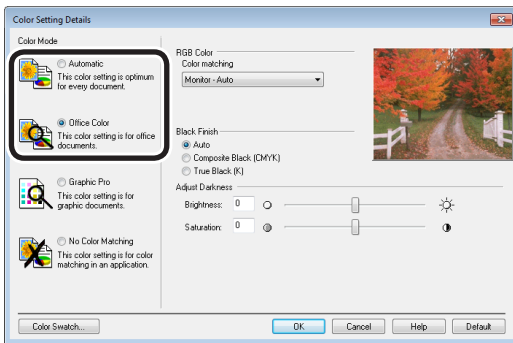 Color Setting Details
Color Mode
Automatic
This color setting is optimum
for every document.
Office Color
This color setting is for office
documents.
Graphic Pro
This color setting is for
graphic documents.
No Color Matching
This color setting is for color
matching in an application.
RGB Color
Color matching
Monitor - Auto
Black Finish
Auto
Composite Black (CMYK)
True Black (K)
Adjust Darkness
Brightness: 0
Saturation: 0
Color Swatch...
OK Cancel Help Default